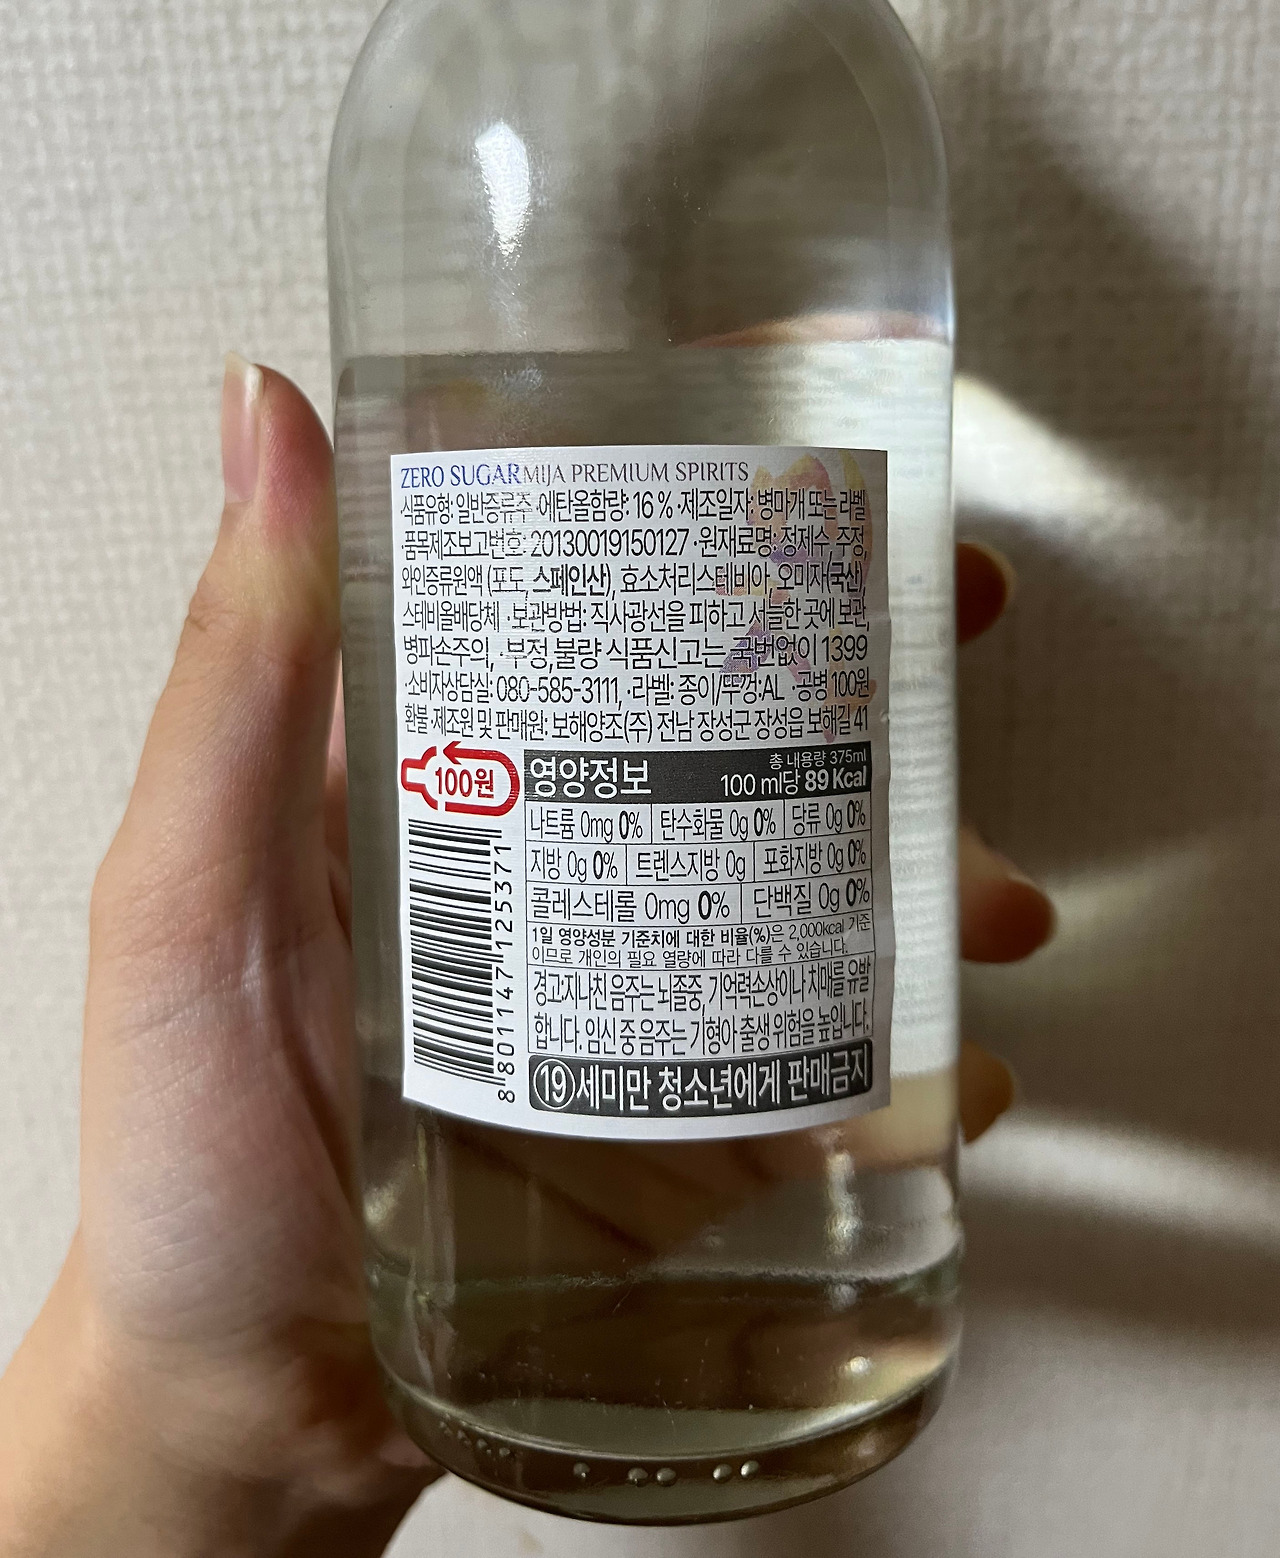 ZERO SUGAR MIJA PREMIUM SPIRITS
·식품유형: 일반증류주 ·에탄올함량: 16 % ·제조일자: 병마개 또는 라벨
·품목제조보고번호: 20130019150127 ·원재료명: 정제수, 주정,
와인증류원액 (포도, 스페인산), 효소처리스테비아, 오미자(국산),
스테비올배당체 ·보관방법: 직사광선을 피하고 서늘한 곳에 보관,
병파손주의, ·부정,불량 식품신고는 국번없이 1399
·소비자상담실: 080-585-3111, ·라벨: 종이/뚜껑:AL ·공병 100원
환불 ·제조원 및 판매원: 보해양조(주) 전남 장성군 장성읍 보해길 41
100원
영양정보 총 내용량 375ml
100 ml당 89 Kcal
나트륨 0mg 0% 탄수화물 0g 0% 당류 0g 0%
지방 0g 0% 트렌스지방 0g 포화지방 0g 0%
콜레스테롤 0mg 0% 단백질 0g 0%
1일 영양성분 기준치에 대한 비율(%)은 2,000kcal 기준
이므로 개인의 필요 열량에 따라 다를 수 있습니다.
경고:지나친 음주는 뇌졸중, 기억력손상이나 치매를 유발
합니다. 임신 중 음주는 기형아 출생 위험을 높입니다.
19세미만 청소년에게 판매금지
8 801147 125371